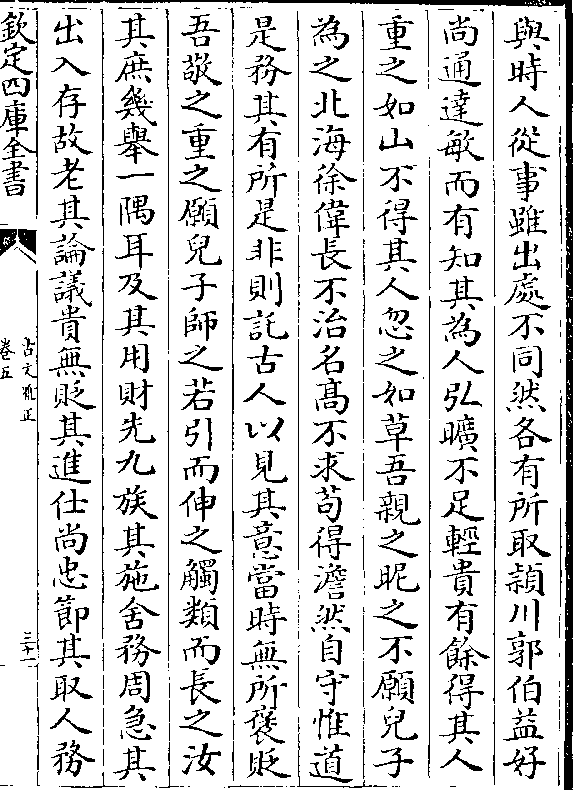 與時人從事雖出處不同然各有所取潁川郭伯益好
尚通達敏而有知其為人弘曠不足輕貴有餘得其人
重之如山不得其人忽之如草吾親之昵之不願兒子
為之北海徐偉長不治名髙不求苟得澹然自守惟道
是務其有所是非則託古人以見其意當時無所褒貶
吾敬之重之願兒子師之若引而伸之觸類而長之汝
其庶幾舉一隅耳及其用財先九族其施舍務周急其
出入存故老其論議貴無貶其進仕尚忠節其取人務
欽定四庫全書
卷五
古文雅正
三十一